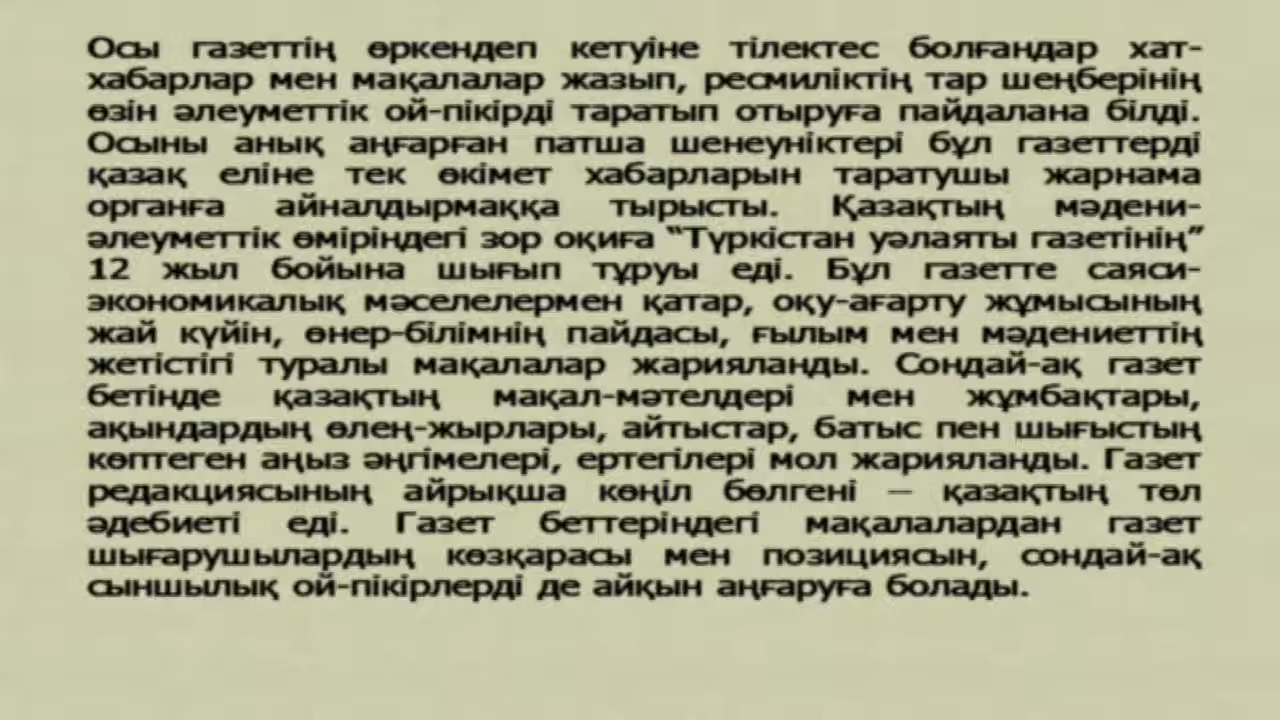 Осы газеттің өркендеп кетуіне тілектес болғандар хат-
хабарлар мен мақалалар жазып, ресмиліктің тар шеңберінің
өзін әлеуметтік ой-пікірді таратып отыруға пайдалана білді.
Осыны анық аңғарған патша шенеуніктері бұл газеттерді
қазақ еліне тек өкімет хабарларын таратушы жарнама
органға айналдырмаққа тырысты. Қазақтың мәдени-
әлеуметтік өміріндегі зор оқиға “Түркістан уәлаяты газетінің”
12 жыл бойына шығып тұруы еді. Бұл газетте саяси-
экономикалық мәселелермен қатар, оқу-ағарту жұмысының
жай күйін, өнер-білімнің пайдасы, ғылым мен мәдениеттің
жетістігі туралы мақалалар жарияланды. Сондай-ақ газет
бетінде қазақтың мақал-мәтелдері мен жұмбақтары,
ақындардың өлең-жырлары, айтыстар, батыс пен шығыстың
көптеген аңыз әңгімелері, ертегілері мол жарияланды. Газет
редакциясының айрықша көңіл бөлгені – қазақтың төл
әдебиеті еді. Газет беттеріндегі мақалалардан газет
шығарушылардың көзқарасы мен позициясын, сондай-ақ
сыншылық ой-пікірлерді де айқын аңғаруға болады.